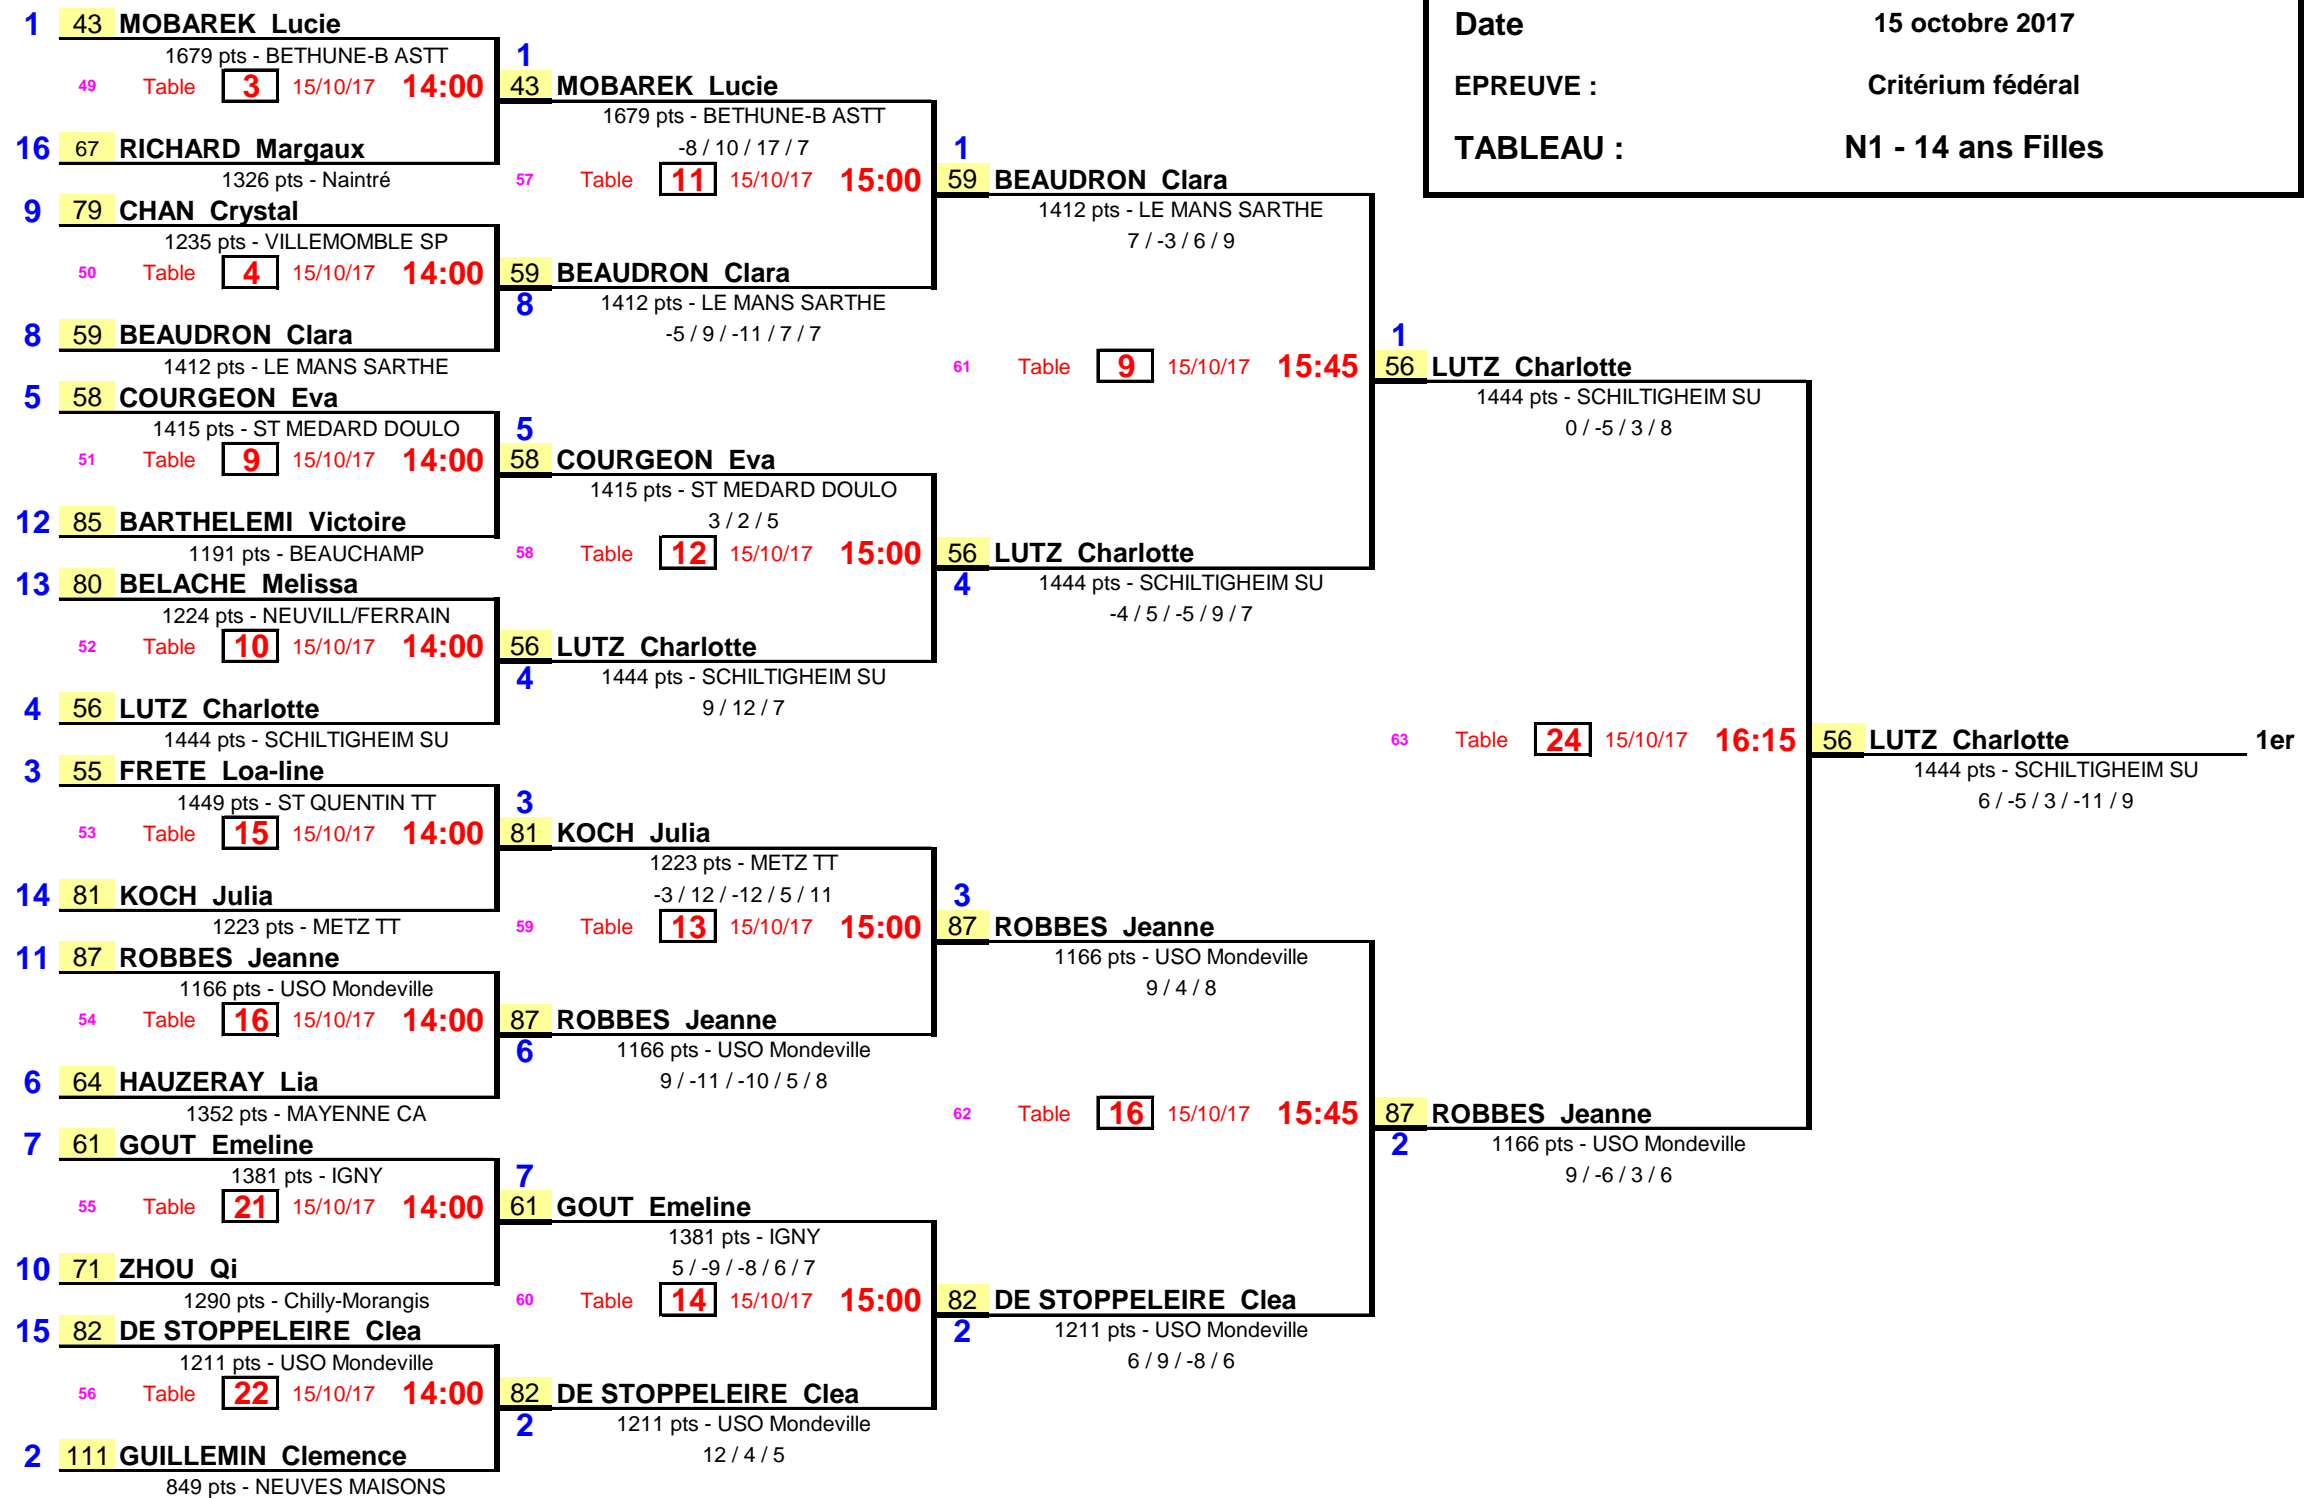 Date 15 octobre 2017
EPREUVE : Critérium fédéral
TABLEAU : N1 - 14 ans Filles
1 43 MOBAREK Lucie
1679 pts - BETHUNE-B ASTT
49 Table 3 15/10/17 14:00
16 67 RICHARD Margaux
1326 pts - Naintré
9 79 CHAN Crystal
1235 pts - VILLEMOMBLE SP
50 Table 4 15/10/17 14:00
8 59 BEAUDRON Clara
1412 pts - LE MANS SARTHE
5 58 COURGEON Eva
1415 pts - ST MEDARD DOULO
51 Table 9 15/10/17 14:00
12 85 BARTHELEMI Victoire
1191 pts - BEAUCHAMP
13 80 BELACHE Melissa
1224 pts - NEUVILL/FERRAIN
52 Table 10 15/10/17 14:00
4 56 LUTZ Charlotte
1444 pts - SCHILTIGHEIM SU
3 55 FRETE Loa-line
1449 pts - ST QUENTIN TT
53 Table 15 15/10/17 14:00
14 81 KOCH Julia
1223 pts - METZ TT
11 87 ROBBES Jeanne
1166 pts - USO Mondeville
54 Table 16 15/10/17 14:00
6 64 HAUZERAY Lia
1352 pts - MAYENNE CA
7 61 GOUT Emeline
1381 pts - IGNY
55 Table 21 15/10/17 14:00
10 71 ZHOU Qi
1290 pts - Chilly-Morangis
15 82 DE STOPPELEIRE Clea
1211 pts - USO Mondeville
56 Table 22 15/10/17 14:00
2 111 GUILLEMIN Clemence
849 pts - NEUVES MAISONS
1
43 MOBAREK Lucie
1679 pts - BETHUNE-B ASTT
-8 / 10 / 17 / 7
57 Table 11 15/10/17 15:00
59 BEAUDRON Clara
8
1412 pts - LE MANS SARTHE
-5 / 9 / -11 / 7 / 7
5
58 COURGEON Eva
1415 pts - ST MEDARD DOULO
3 / 2 / 5
58 Table 12 15/10/17 15:00
56 LUTZ Charlotte
4
1444 pts - SCHILTIGHEIM SU
9 / 12 / 7
3
81 KOCH Julia
1223 pts - METZ TT
-3 / 12 / -12 / 5 / 11
59 Table 13 15/10/17 15:00
87 ROBBES Jeanne
6
1166 pts - USO Mondeville
9 / -11 / -10 / 5 / 8
7
61 GOUT Emeline
1381 pts - IGNY
5 / -9 / -8 / 6 / 7
60 Table 14 15/10/17 15:00
82 DE STOPPELEIRE Clea
2
1211 pts - USO Mondeville
12 / 4 / 5
1
59 BEAUDRON Clara
1412 pts - LE MANS SARTHE
7 / -3 / 6 / 9
61 Table 9 15/10/17 15:45
56 LUTZ Charlotte
4
1444 pts - SCHILTIGHEIM SU
-4 / 5 / -5 / 9 / 7
3
87 ROBBES Jeanne
1166 pts - USO Mondeville
9 / 4 / 8
62 Table 16 15/10/17 15:45
82 DE STOPPELEIRE Clea
2
1211 pts - USO Mondeville
6 / 9 / -8 / 6
1
56 LUTZ Charlotte
1444 pts - SCHILTIGHEIM SU
0 / -5 / 3 / 8
63 Table 24 15/10/17 16:15
87 ROBBES Jeanne
2
1166 pts - USO Mondeville
9 / -6 / 3 / 6
56 LUTZ Charlotte 1er
1444 pts - SCHILTIGHEIM SU
6 / -5 / 3 / -11 / 9